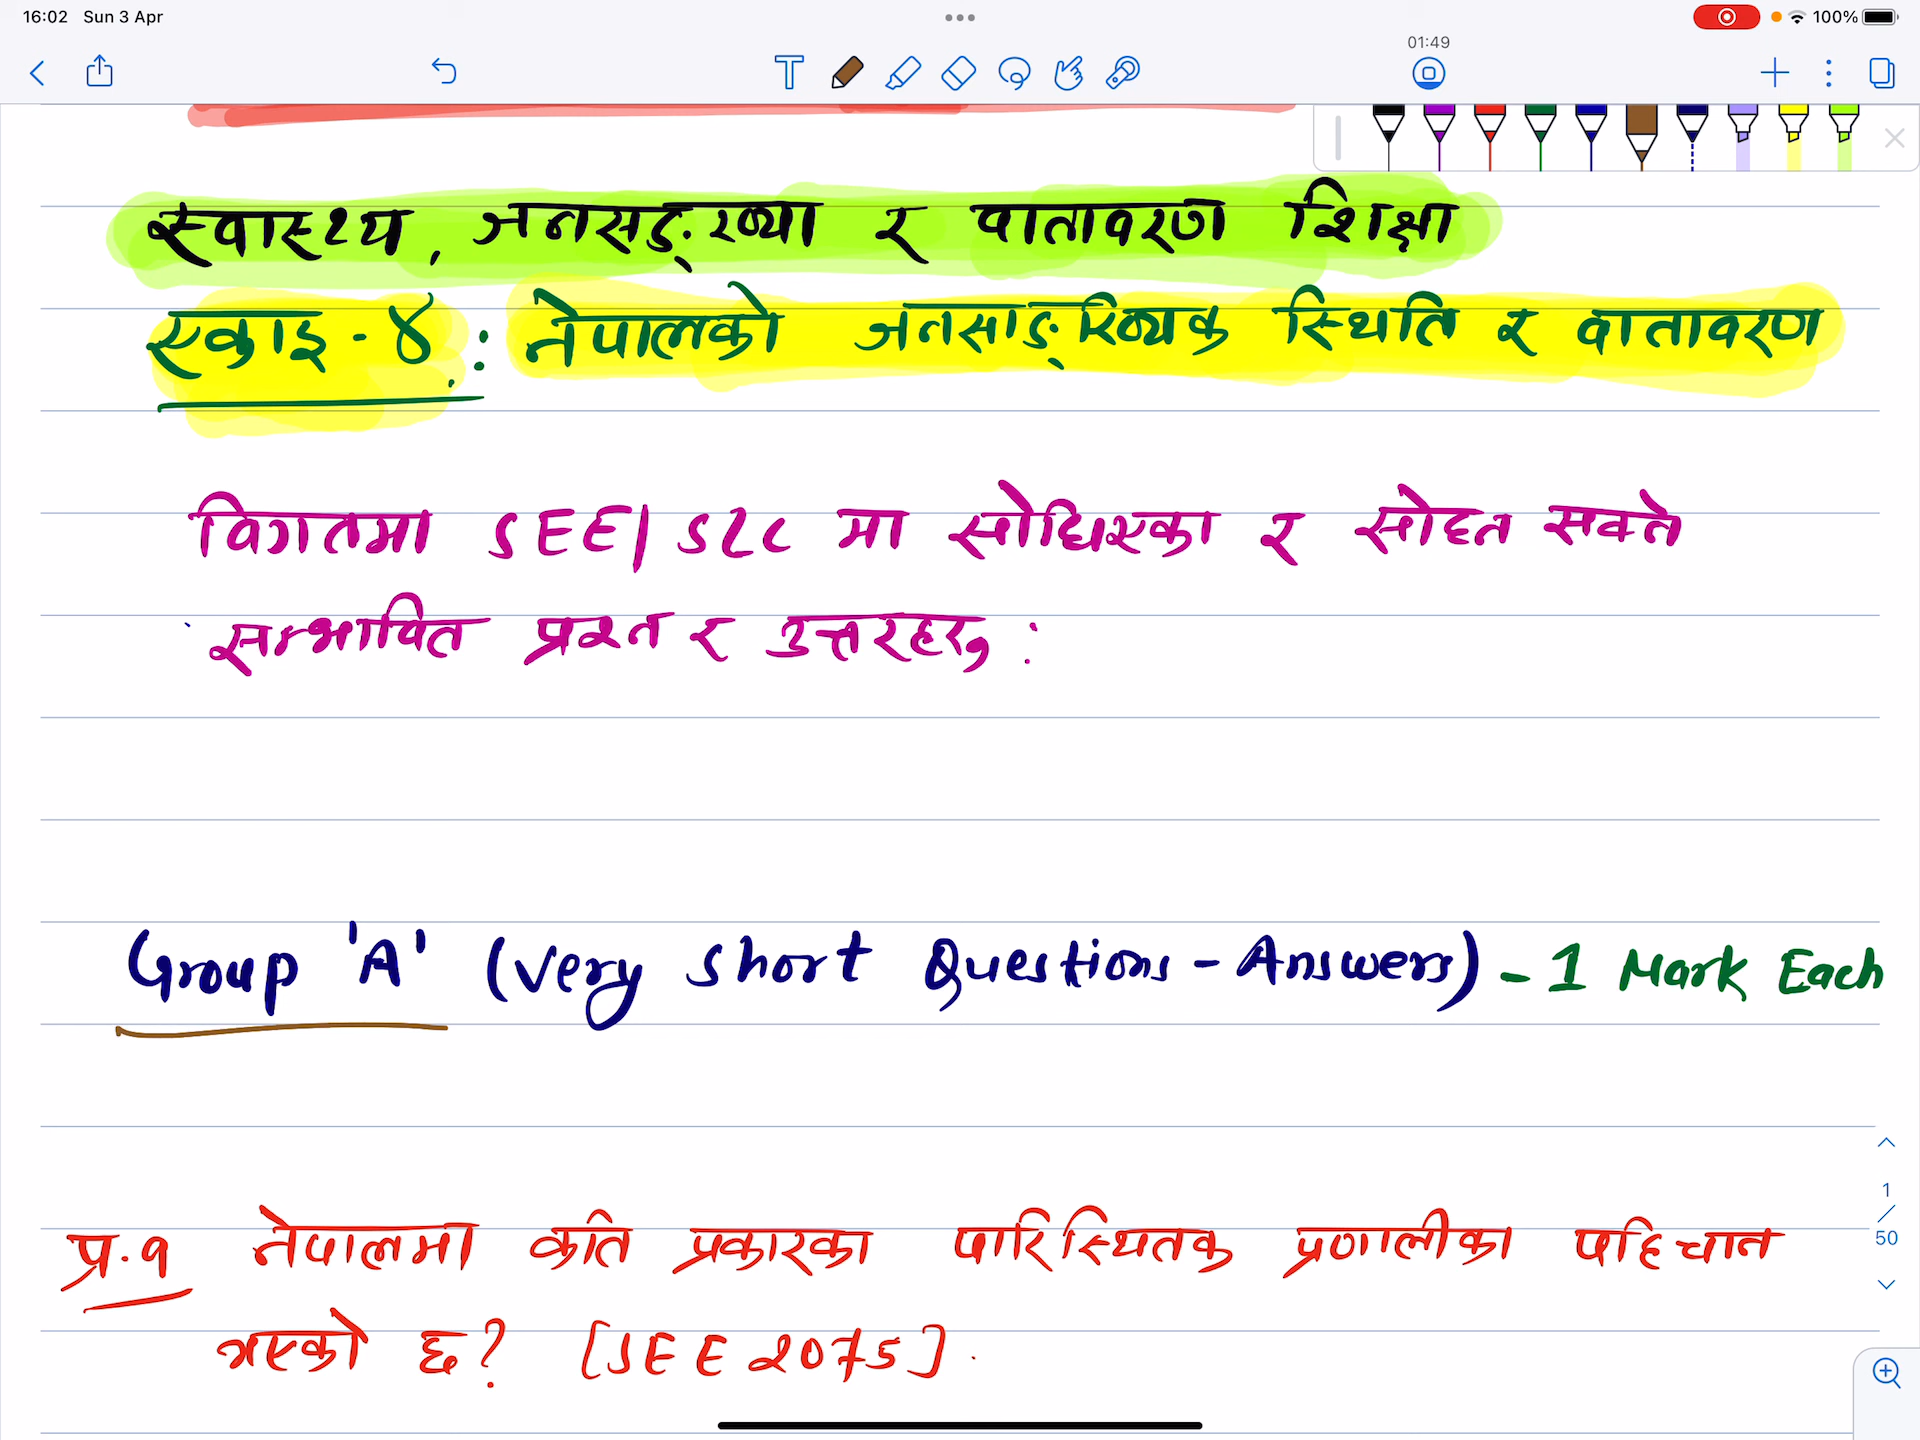 16:02 Sun 3 Apr
100%
01:49
स्वास्थ्य, जनसङ्ख्या र वातावरण शिक्षा
एकाइ - ४ : नेपालको जनसाङ्ख्यिक स्थिति र वातावरण
विगतमा SEE/SLC मा सोधिएका र सोध्न सक्ने
सम्भावित प्रश्न र उत्तरहरु :
Group 'A' (Very Short Questions - Answers) - 1 Mark Each
प्र.१ नेपालमा कति प्रकारका पारिस्थितिक प्रणालीका पहिचान
भएको छ? [SEE 2075]
1
/
50